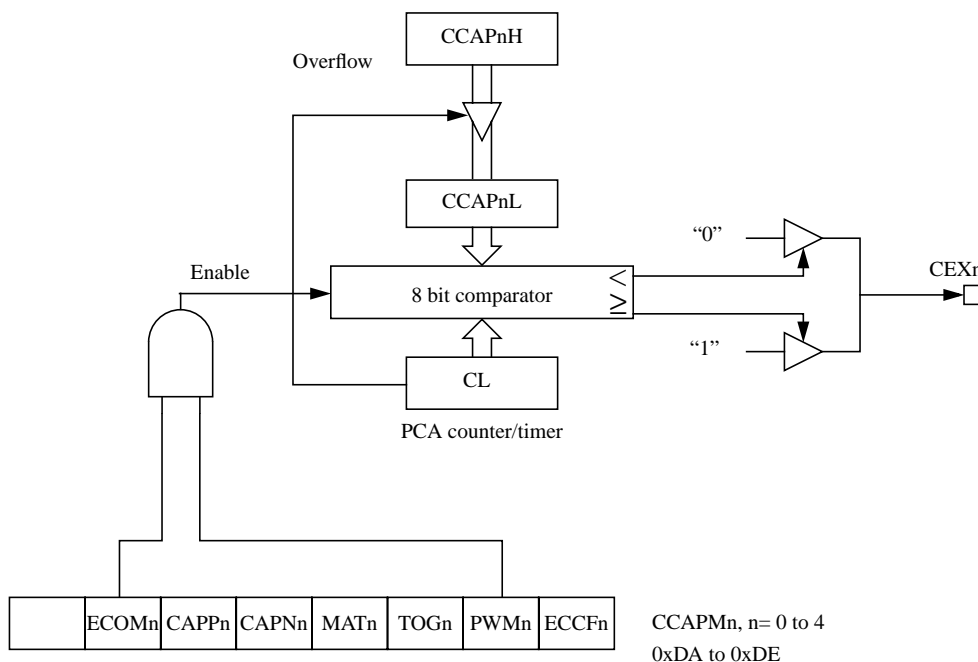 CCAPnH
Overflow
CCAPnL
“0”
Enable
8 bit comparator
<
≥
CEXn
“1”
CL
PCA counter/timer
ECOMn CAPPn CAPNn MATn TOGn PWMn ECCFn
CCAPMn, n= 0 to 4
0xDA to 0xDE